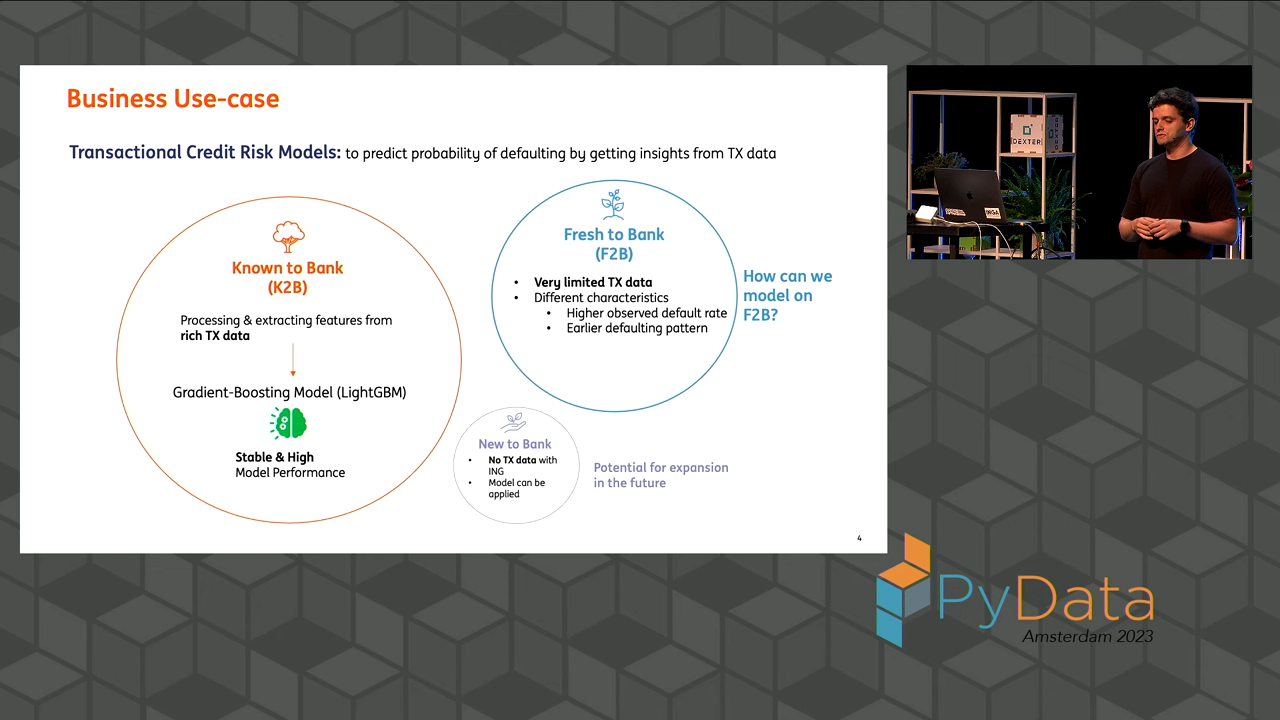 Business Use-case
Transactional Credit Risk Models: to predict probability of defaulting by getting insights from TX data
Known to Bank
(K2B)
Processing & extracting features from
rich TX data
Gradient-Boosting Model (LightGBM)
Stable & High
Model Performance
Fresh to Bank
(F2B)
• Very limited TX data
• Different characteristics
• Higher observed default rate
• Earlier defaulting pattern
How can we
model on
F2B?
New to Bank
• No TX data with
ING
• Model can be
applied
Potential for expansion
in the future
4
DEXTER
PyData
Amsterdam 2023